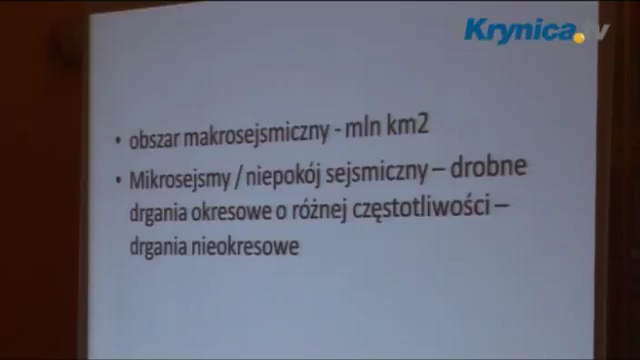 Krynica.tv
• obszar makrosejsmiczny - mln km2
• Mikrosejsmy / niepokój sejsmiczny – drobne
drgania okresowe o różnej częstotliwości –
drgania nieokresowe